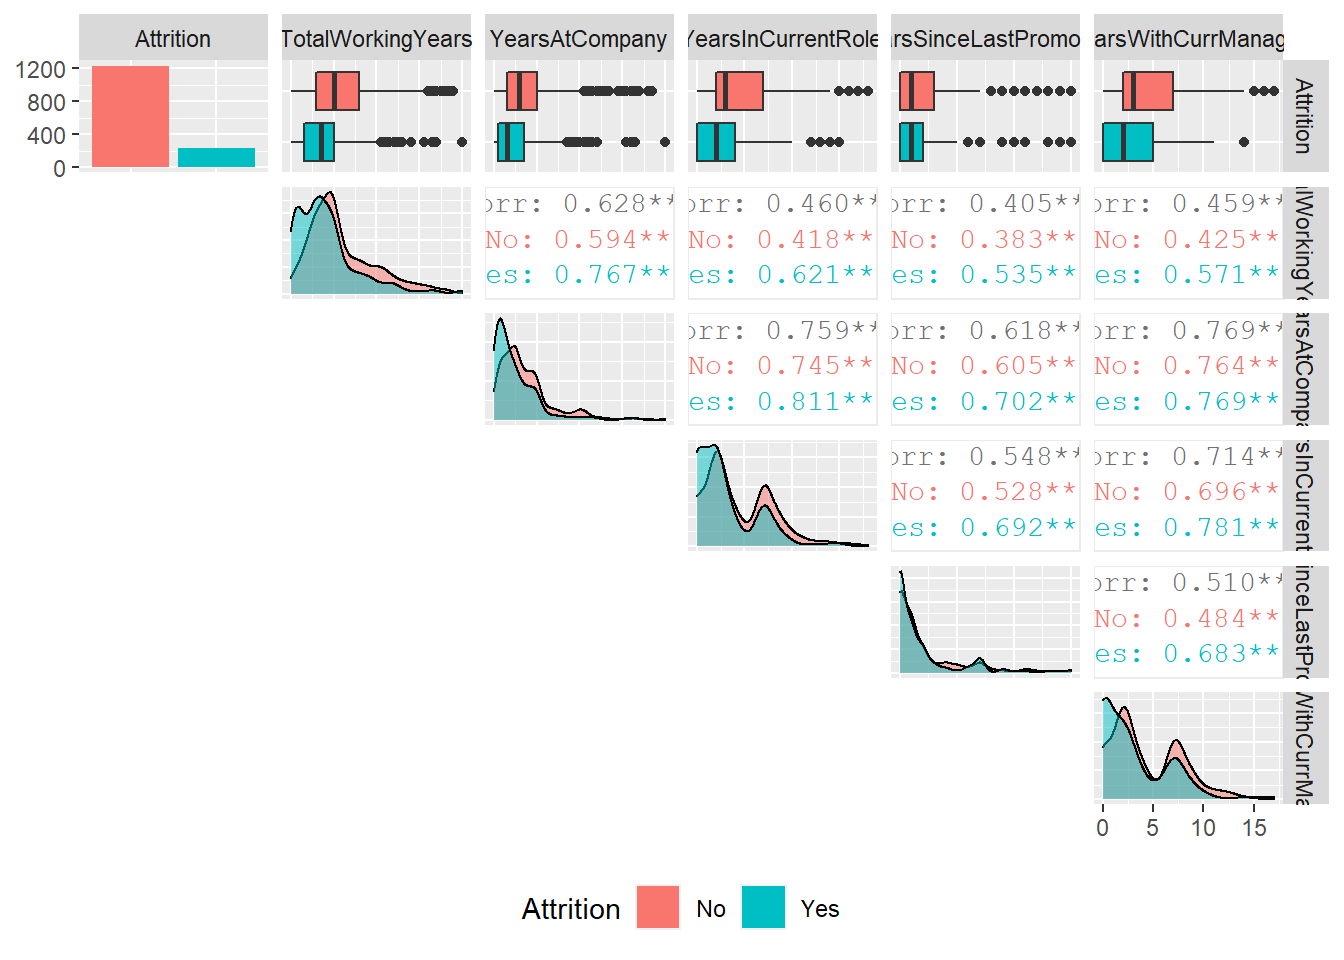 Attrition
TotalWorkingYears
YearsAtCompany
YearsInCurrentRole
arsSinceLastPromo
arsWithCurrManag
1200
800
400
0
Attrition
orr: 0.628**
No: 0.594**
es: 0.767**
orr: 0.460**
No: 0.418**
es: 0.621**
orr: 0.405**
No: 0.383**
es: 0.535**
orr: 0.459**
No: 0.425**
es: 0.571**
lWorkingYe
orr: 0.759**
No: 0.745**
es: 0.811**
orr: 0.618**
No: 0.605**
es: 0.702**
orr: 0.769**
No: 0.764**
es: 0.769**
arsAtCompa
orr: 0.548**
No: 0.528**
es: 0.692**
orr: 0.714**
No: 0.696**
es: 0.781**
sInCurrent
orr: 0.510**
No: 0.484**
es: 0.683**
inceLastPro
WithCurrMa
0 5 10 15
Attrition No Yes